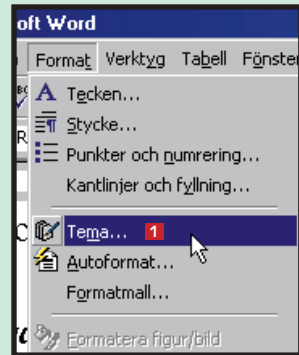 oft Word
Format Verktyg Tabell Fönster
Tecken...
Stycke...
Punkter och numrering...
Kantlinjer och fyllning...
Tema... 1
Autoformat...
Formatmall...
Formatera figur/bild